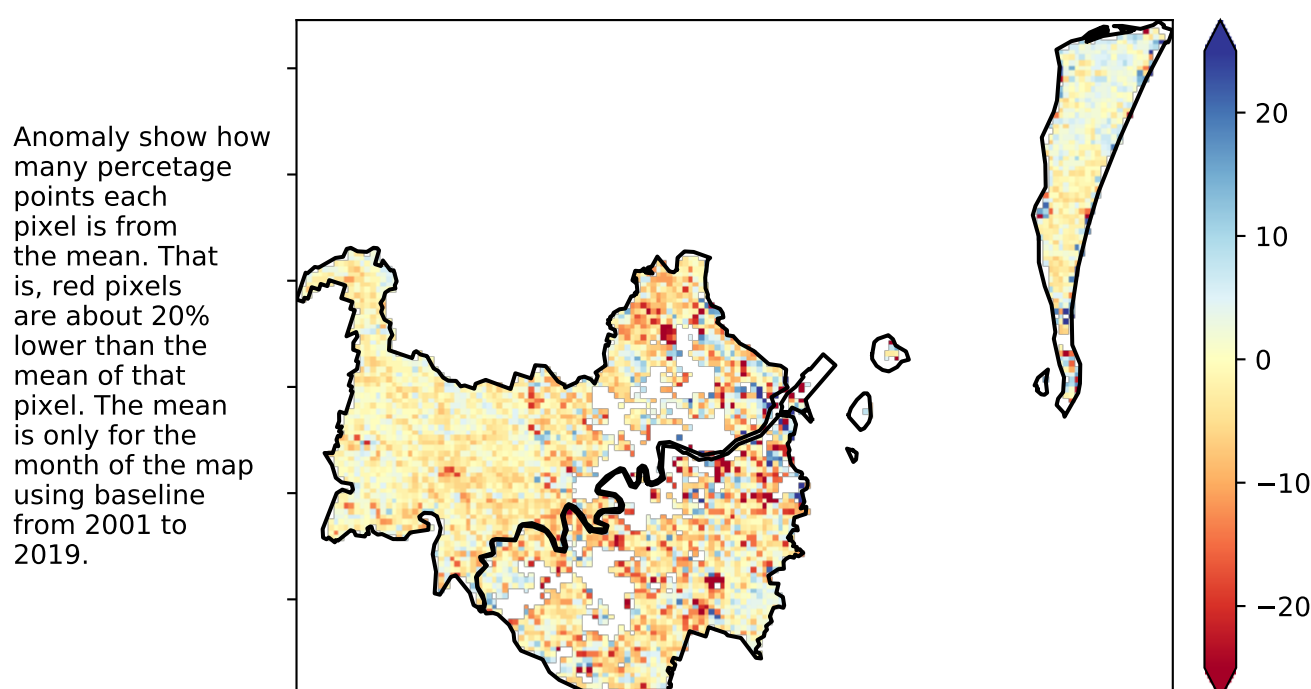 Anomaly show how
many percetage
points each
pixel is from
the mean. That
is, red pixels
are about 20%
lower than the
mean of that
pixel. The mean
is only for the
month of the map
using baseline
from 2001 to
2019.
20
10
0
−10
−20